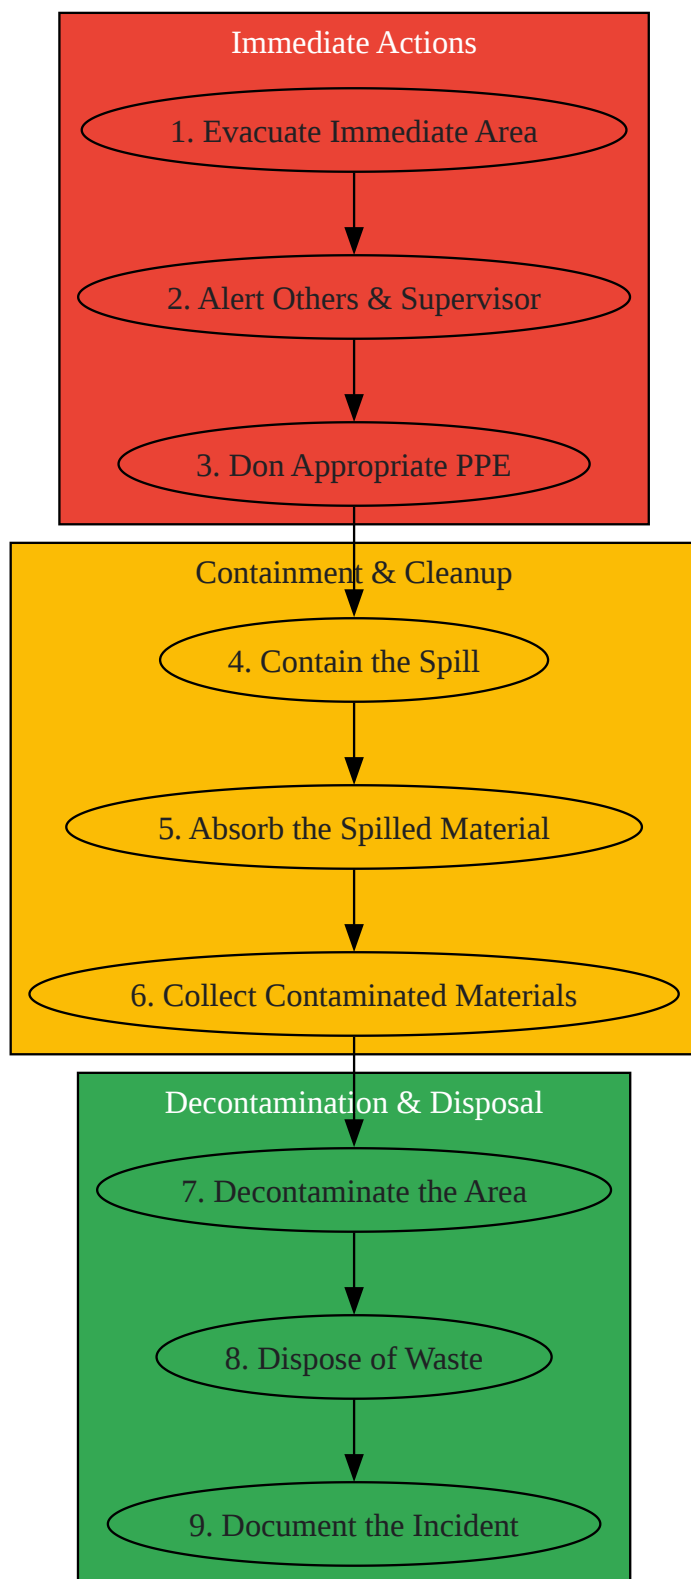 Immediate Actions
1. Evacuate Immediate Area
2. Alert Others & Supervisor
3. Don Appropriate PPE
Containment & Cleanup
4. Contain the Spill
5. Absorb the Spilled Material
6. Collect Contaminated Materials
Decontamination & Disposal
7. Decontaminate the Area
8. Dispose of Waste
9. Document the Incident